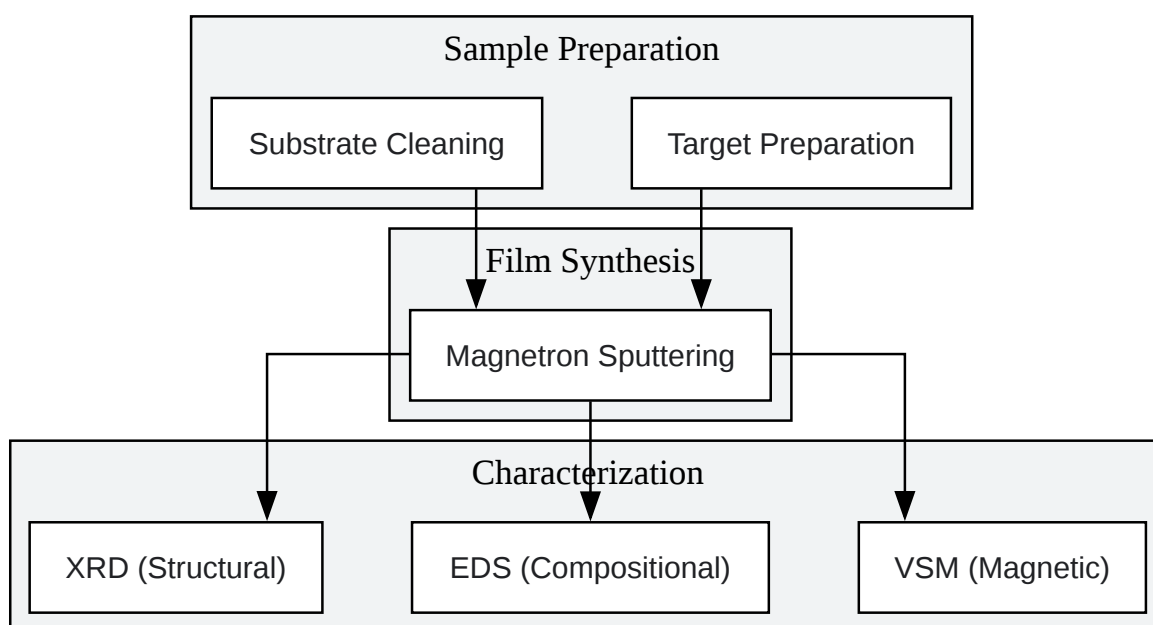 Sample Preparation
Substrate Cleaning
Target Preparation
Film Synthesis
Magnetron Sputtering
Characterization
XRD (Structural)
EDS (Compositional)
VSM (Magnetic)